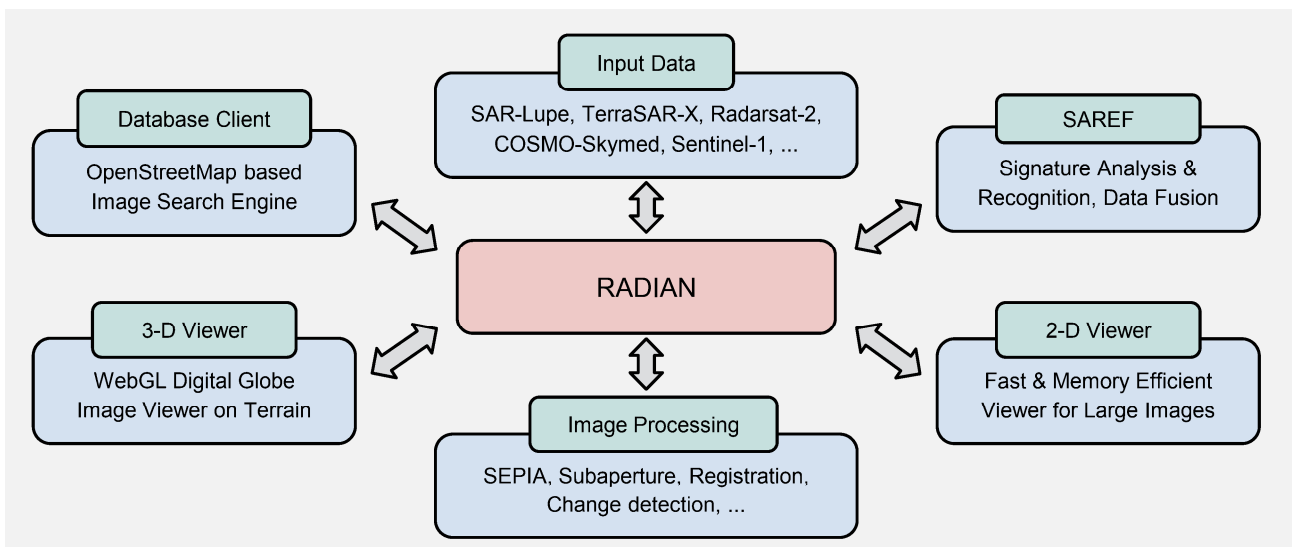 Input Data
SAR-Lupe, TerraSAR-X, Radarsat-2,
COSMO-Skymed, Sentinel-1, ...
Database Client
OpenStreetMap based
Image Search Engine
SAREF
Signature Analysis &
Recognition, Data Fusion
RADIAN
3-D Viewer
WebGL Digital Globe
Image Viewer on Terrain
2-D Viewer
Fast & Memory Efficient
Viewer for Large Images
Image Processing
SEPIA, Subaperture, Registration,
Change detection, ...